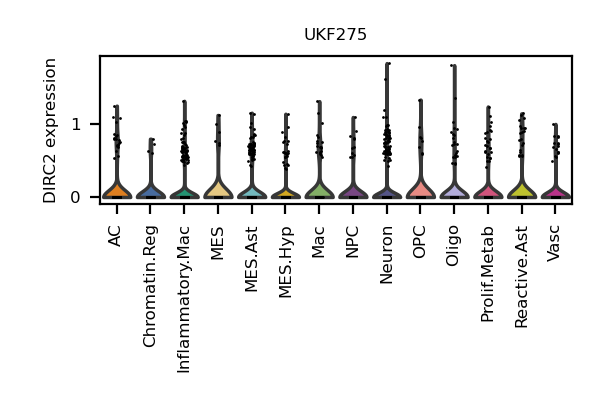 UKF275
DIRC2 expression
1
0
AC
Chromatin.Reg
Inflammatory.Mac
MES
MES.Ast
MES.Hyp
Mac
NPC
Neuron
OPC
Oligo
Prolif.Metab
Reactive.Ast
Vasc